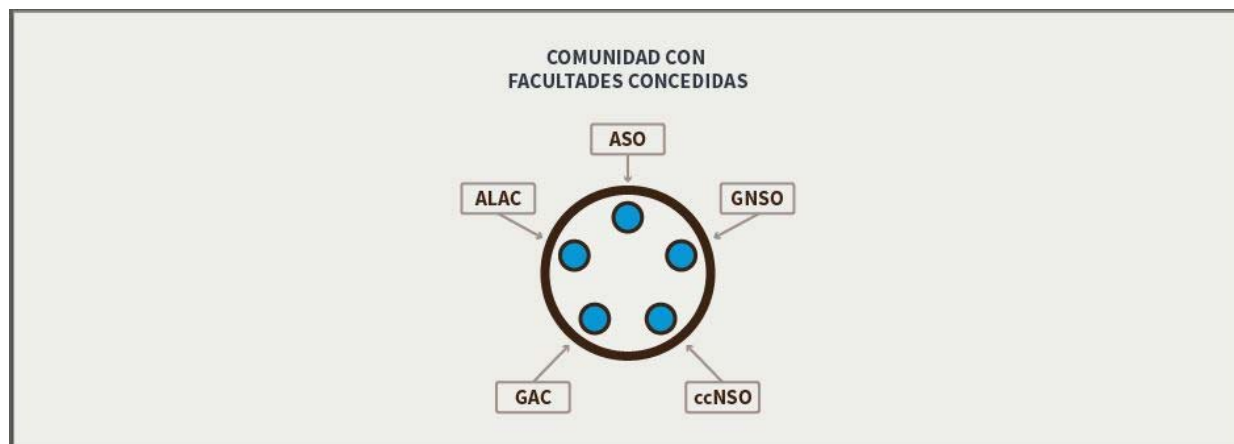 COMUNIDAD CON
FACULTADES CONCEDIDAS
ASO
ALAC
GNSO
GAC
ccNSO